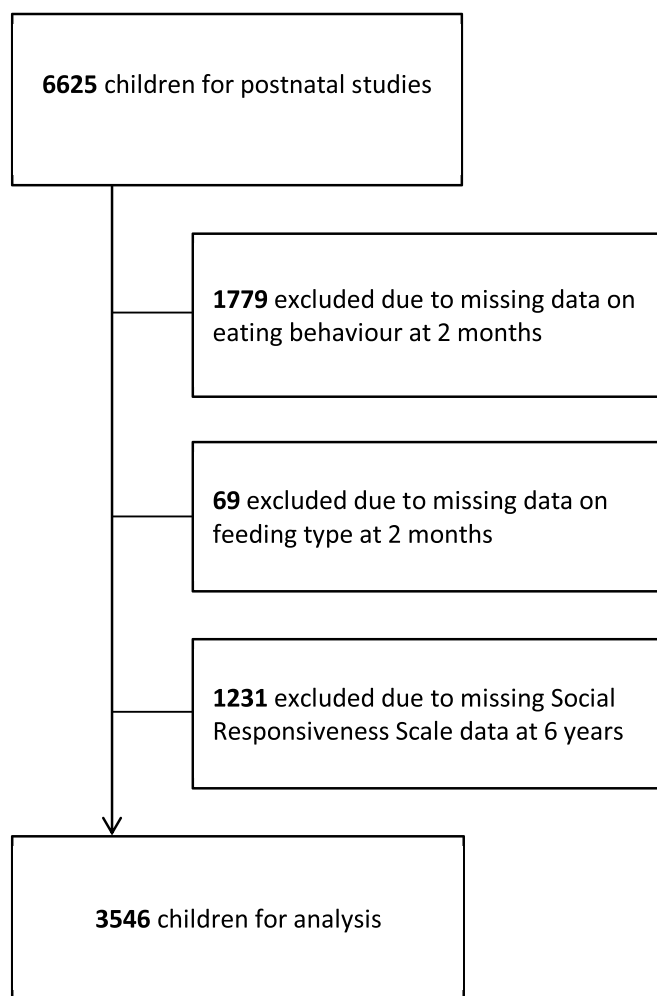 6625 children for postnatal studies
1779 excluded due to missing data on
eating behaviour at 2 months
69 excluded due to missing data on
feeding type at 2 months
1231 excluded due to missing Social
Responsiveness Scale data at 6 years
3546 children for analysis